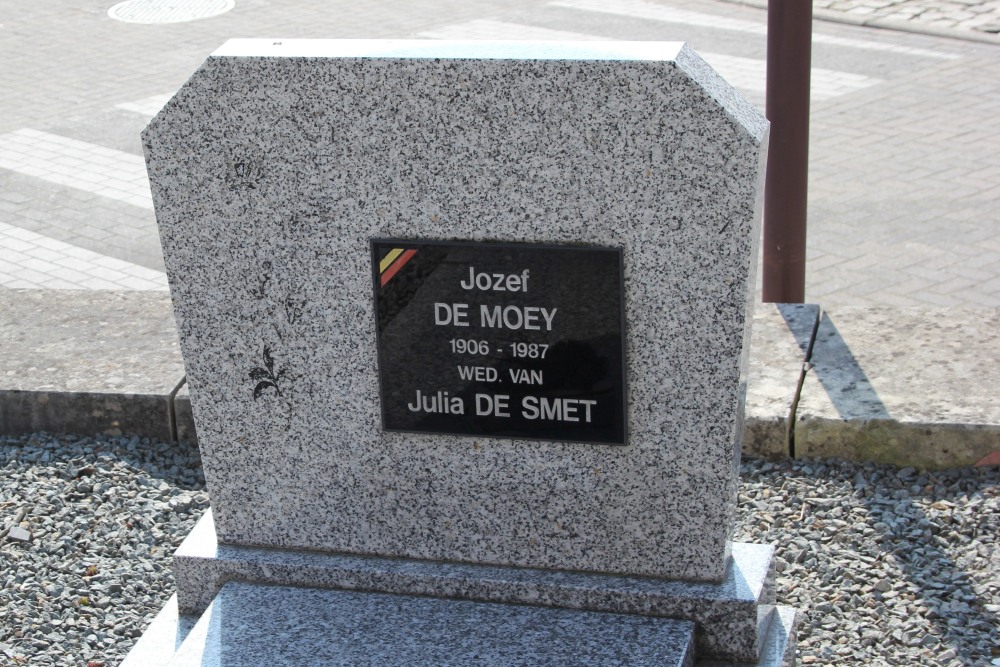 Jozef
DE MOEY
1906 - 1987
WED. VAN
Julia DE SMET